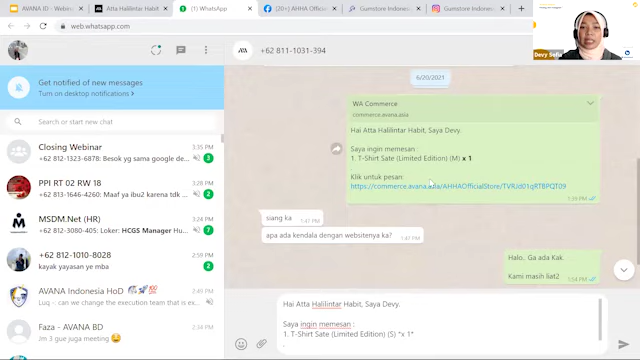 AVANA ID - Webinar
Atta Halilintar Habit
(1) WhatsApp
(20+) AHHA Offici
Gumstore Indones
Gumstore Indones
web.whatsapp.com
Devy Sofia
+62 811-1031-394
Get notified of new messages
Turn on desktop notifications >
Search or start new chat
Closing Webinar 3:35 PM
+62 812-1323-6878: Besok yg sama google de 3
PPI RT 02 RW 18 3:23 PM
+62 813-1646-4260: Maaf ya ibu2 karena tdk 2
MSDM.Net (HR) 3:24 PM
+62 812-3080-405: Loker: HCGS Manager Hu 7
+62 812-1010-8028 2:59 PM
kayak yayasan ye mba 2
AVANA Indonesia HoD 💯 2:49 PM
Luq -: can we change the execution team that is ex
Faza - AVANA BD 2:34 PM
Jm 3 gue juga meeting
6/20/2021
WA Commerce
commerce.avana.asia
Hai Atta Halilintar Habit, Saya Devy.
Saya ingin memesan :
1. T-Shirt Sate (Limited Edition) (M) x 1
Klik untuk pesan:
https://commerce.avana.asia/AHHAOfficialStore/TVRJd01qRTBPQT09
1:39 PM
siang ka 1:47 PM
apa ada kendala dengan websitenya ka? 1:47 PM
Halo.. Ga ada Kak.
Kami masih liat2 1:54 PM
Hai Atta Halilintar Habit, Saya Devy.
Saya ingin memesan :
1. T-Shirt Sate (Limited Edition) (S) *x 1*
.